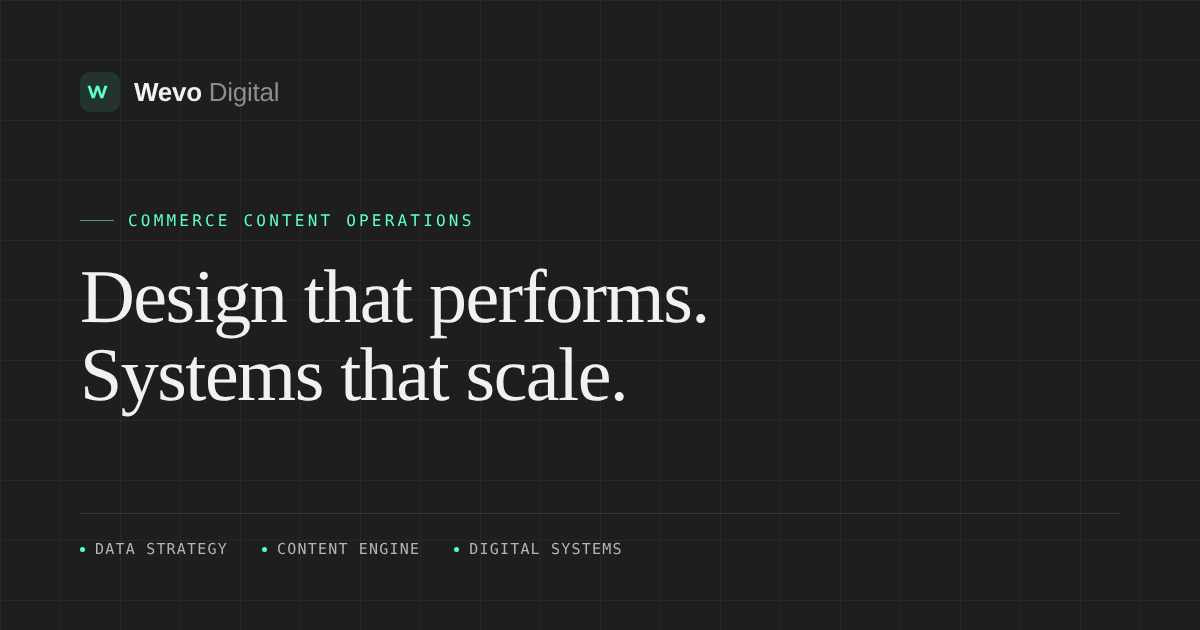 w Wevo Digital
COMMERCE CONTENT OPERATIONS
Design that performs.
Systems that scale.
DATA STRATEGY CONTENT ENGINE DIGITAL SYSTEMS